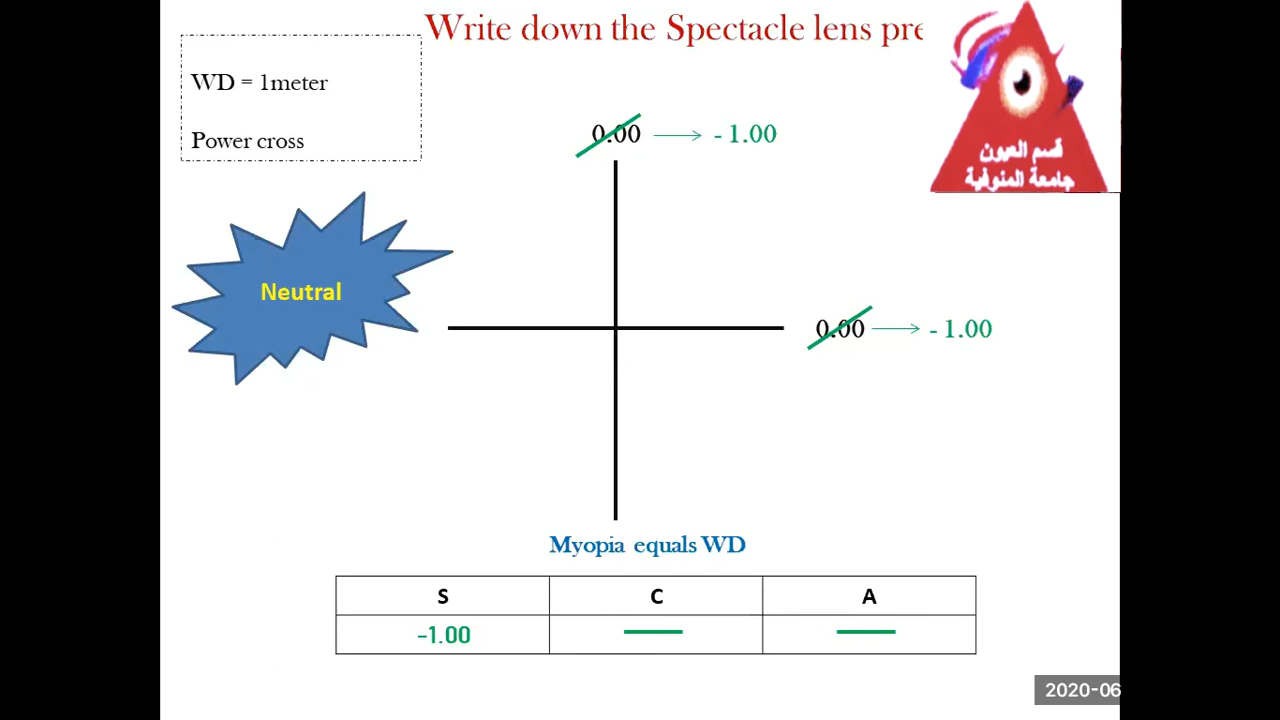 Write down the Spectacle lens pre
WD = 1meter
Power cross
0.00 → - 1.00
قسم العيون
جامعة المنوفية
Neutral
0.00 → - 1.00
Myopia equals WD
S C A
-1.00 — —
2020-06